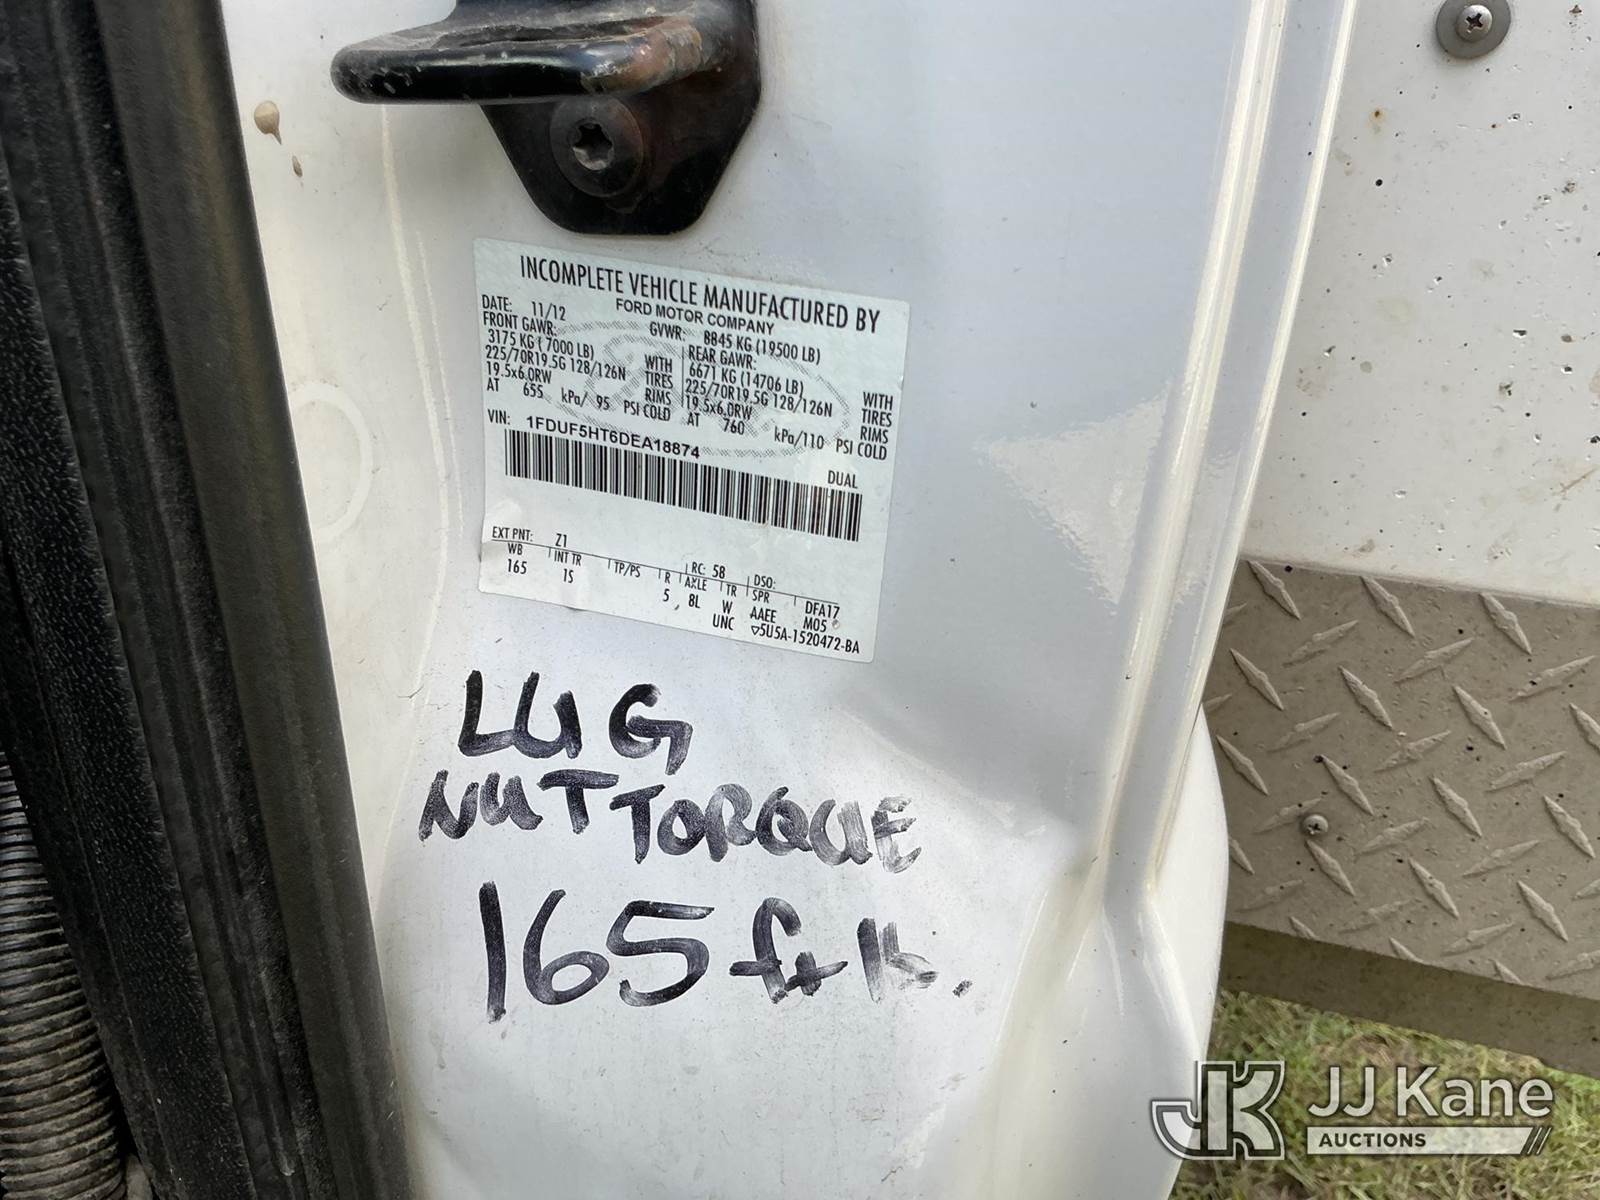 INCOMPLETE VEHICLE MANUFACTURED BY
FORD MOTOR COMPANY
DATE: 11/12 GVWR: 8845 KG (19500 LB)
FRONT GAWR: REAR GAWR:
3175 KG (7000 LB) WITH 6671 KG (14706 LB) WITH
225/70R19.5G 128/126N TIRES 225/70R19.5G 128/126N TIRES
19.5x6.0RW RIMS 19.5x6.0RW RIMS
AT 655 kPa/ 95 PSI COLD AT 760 kPa/110 PSI COLD
VIN: 1FDUF5HT6DEA18874
DUAL
EXT PNT: Z1 RC: 58 DSO:
WB INT TR TP/PS R AXLE TR SPR DFA17
165 1S 5 8L W AAEE M05
UNC ▽5U5A-1520472-BA
LUG
NUT TORQUE
165 ft lb.
JJ Kane
AUCTIONS